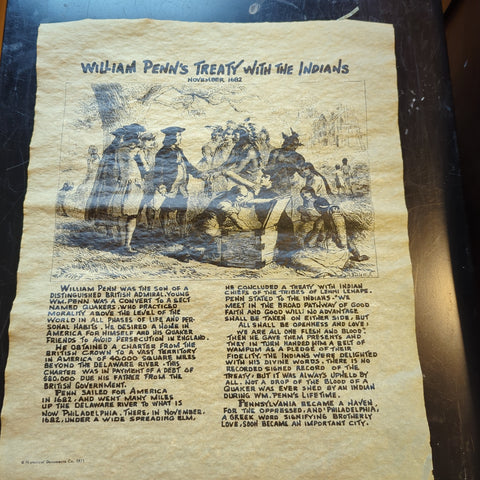 WILLIAM PENN'S TREATY WITH THE INDIANS
NOVEMBER 1682
WILLIAM PENN WAS THE SON OF A
DISTINGUISHED BRITISH ADMIRAL. YOUNG
WM. PENN WAS A CONVERT TO A SECT
NAMED QUAKERS, WHO PRACTICED
MORALITY ABOVE THE LEVEL OF THE
WORLD IN ALL PHASES OF LIFE AND PER-
SONAL HABITS. HE DESIRED A HOME IN
AMERICA FOR HIMSELF AND HIS QUAKER
FRIENDS TO AVOID PERSECUTION IN ENGLAND.
HE OBTAINED A CHARTER FROM THE
BRITISH CROWN TO A VAST TERRITORY
IN AMERICA OF 40,000 SQUARE MILES
BEYOND THE DELAWARE RIVER. THIS
CHARTER WAS IN PAYMENT OF A DEBT OF
$80,000 DUE HIS FATHER FROM THE
BRITISH GOVERNMENT.
PENN SAILED FOR AMERICA
IN 1682, AND WENT MANY MILES
UP THE DELAWARE RIVER TO WHAT IS
NOW PHILADELPHIA. THERE, IN NOVEMBER,
1682, UNDER A WIDE SPREADING ELM,
HE CONCLUDED A TREATY WITH INDIAN
CHIEFS OF THE TRIBES OF LENNI LENAPE.
PENN STATED TO THE INDIANS - "WE
MEET IN THE BROAD PATHWAY OF GOOD
FAITH AND GOOD WILL; NO ADVANTAGE
SHALL BE TAKEN ON EITHER SIDE, BUT
ALL SHALL BE OPENNESS AND LOVE;
WE ARE ALL ONE FLESH AND BLOOD."
THEN HE GAVE THEM PRESENTS AND
THEY IN TURN HANDED HIM A BELT OF
WAMPUM AS A PLEDGE OF THEIR
FIDELITY. THE INDIANS WERE DELIGHTED
WITH HIS DIVINE WORDS. THERE IS NO
RECORDED SIGNED RECORD OF THE
TREATY, BUT IT WAS ALWAYS UPHELD BY
ALL. NOT A DROP OF THE BLOOD OF A
QUAKER WAS EVER SHED BY AN INDIAN
DURING WM. PENN'S LIFETIME.
PENNSYLVANIA BECAME A HAVEN
FOR THE OPPRESSED, AND PHILADELPHIA,
A GREEK WORD SIGNIFYING BROTHERLY
LOVE, SOON BECAME AN IMPORTANT CITY.
© Historical Documents Co. 1971